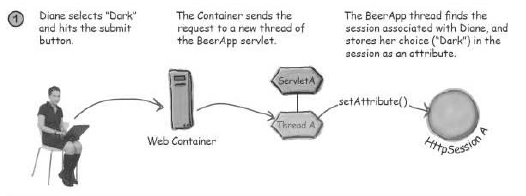 1
Diane selects "Dark"
and hits the submit
button.
The Container sends the
request to a new thread of
the BeerApp servlet.
The BeerApp thread finds the
session associated with Diane, and
stores her choice ("Dark") in the
session as an attribute.
ServletA
setAttribute()
Thread A
Web Container
HttpSession A